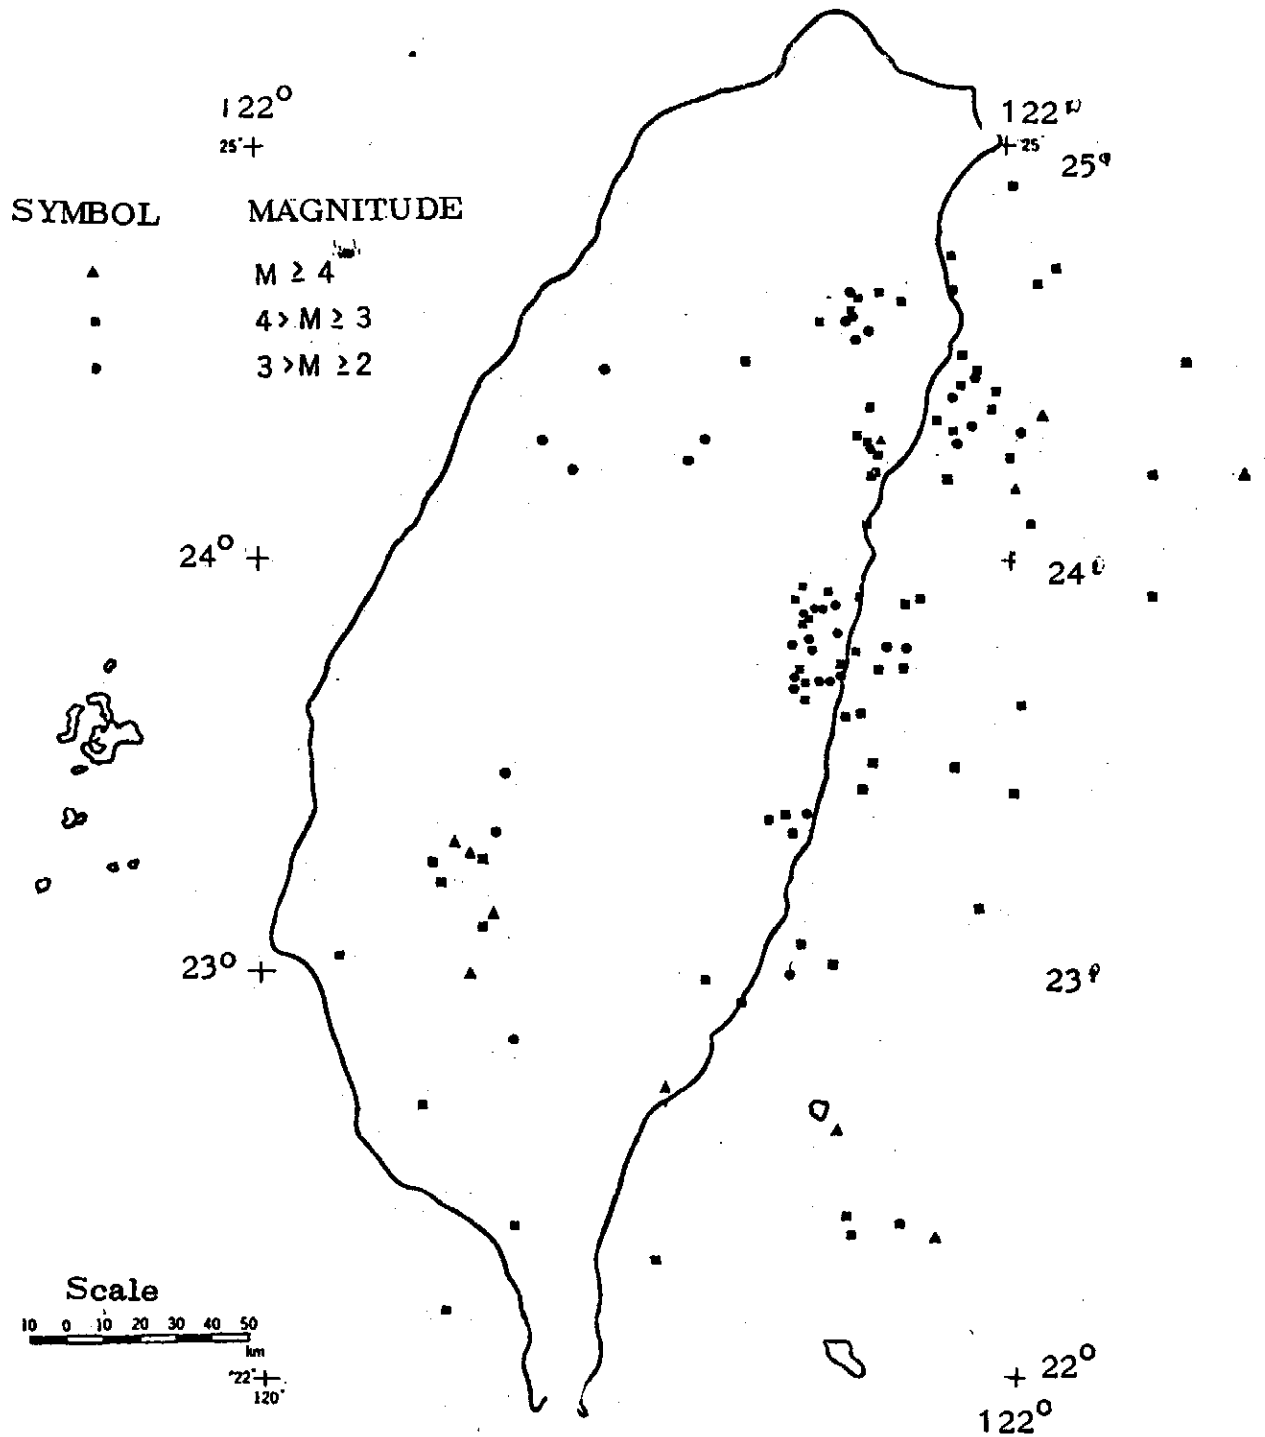 122°
25° +
122°
+ 25°
25°
SYMBOL MAGNITUDE
▲ M ≥ 4
■ 4 > M ≥ 3
● 3 > M ≥ 2
24° +
+ 24°
23° +
23°
Scale
10 0 10 20 30 40 50
km
22° +
120°
+ 22°
122°